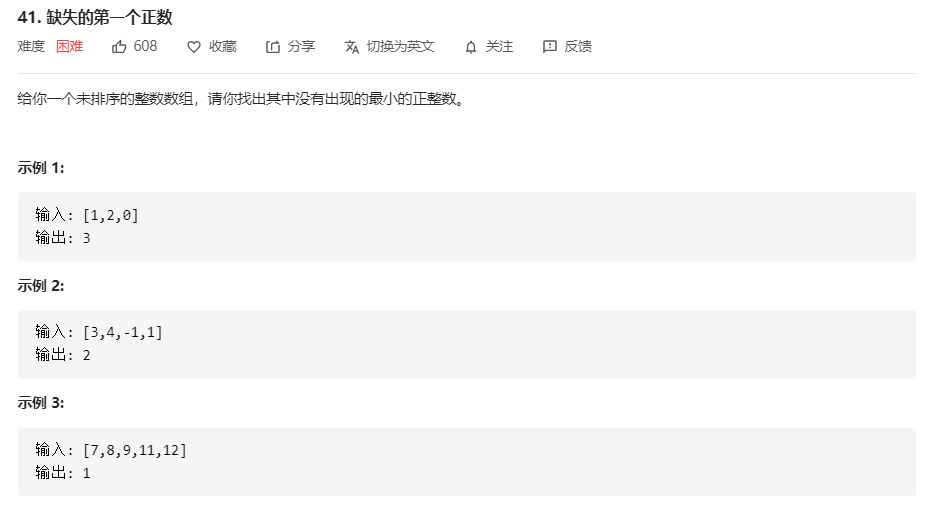 41. 缺失的第一个正数
难度 困难 608 收藏 分享 切换为英文 关注 反馈
给你一个未排序的整数数组，请你找出其中没有出现的最小的正整数。
示例 1:
输入: [1,2,0]
输出: 3
示例 2:
输入: [3,4,-1,1]
输出: 2
示例 3:
输入: [7,8,9,11,12]
输出: 1